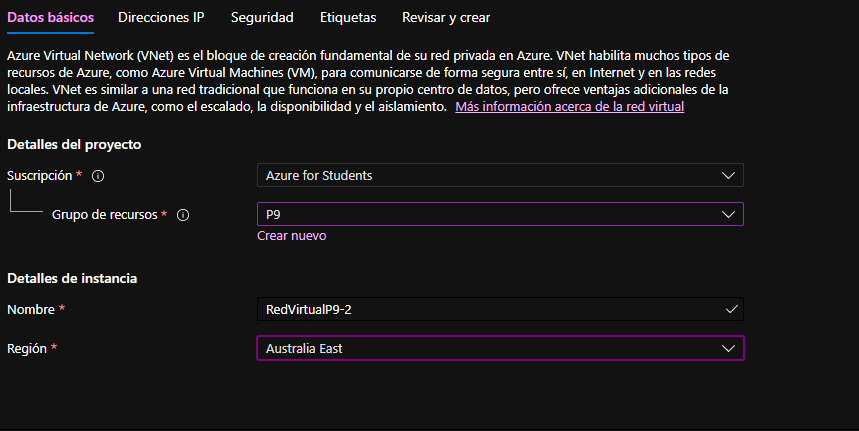 Datos básicos Direcciones IP Seguridad Etiquetas Revisar y crear
Azure Virtual Network (VNet) es el bloque de creación fundamental de su red privada en Azure. VNet habilita muchos tipos de
recursos de Azure, como Azure Virtual Machines (VM), para comunicarse de forma segura entre sí, en Internet y en las redes
locales. VNet es similar a una red tradicional que funciona en su propio centro de datos, pero ofrece ventajas adicionales de la
infraestructura de Azure, como el escalado, la disponibilidad y el aislamiento. Más información acerca de la red virtual
Detalles del proyecto
Suscripción * Azure for Students
Grupo de recursos * P9
Crear nuevo
Detalles de instancia
Nombre * RedVirtualP9-2
Región * Australia East